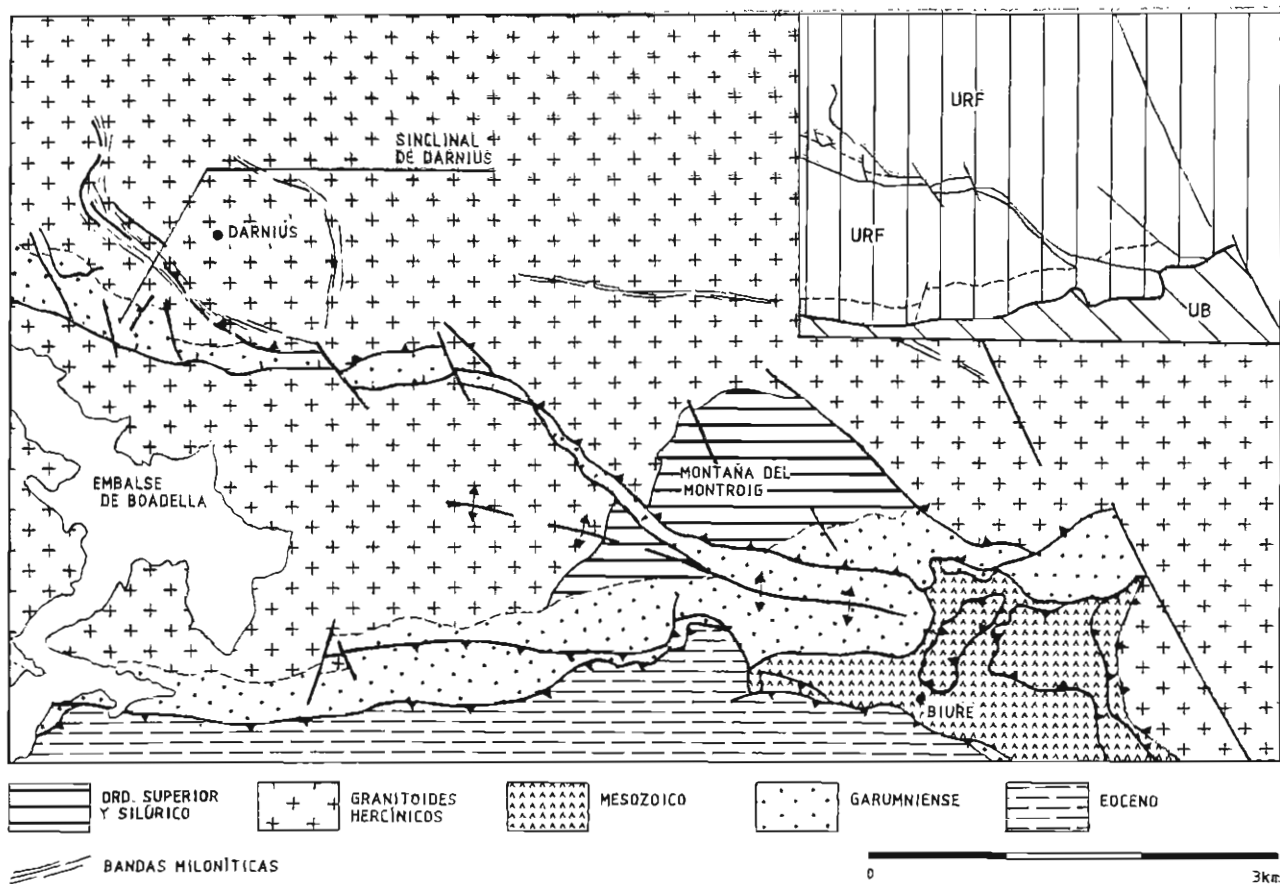 SINCLINAL
DE DARNIUS
DARNIUS
URF
URF
UB
EMBALSE
DE BOADELLA
MONTAÑA DEL
MONTROIG
BIURE
ORD. SUPERIOR
Y SILÚRICO
GRANITOIDES
HERCÍNICOS
MESOZOICO
GARUMNIENSE
EOCENO
BANDAS MILONÍTICAS
0
3km